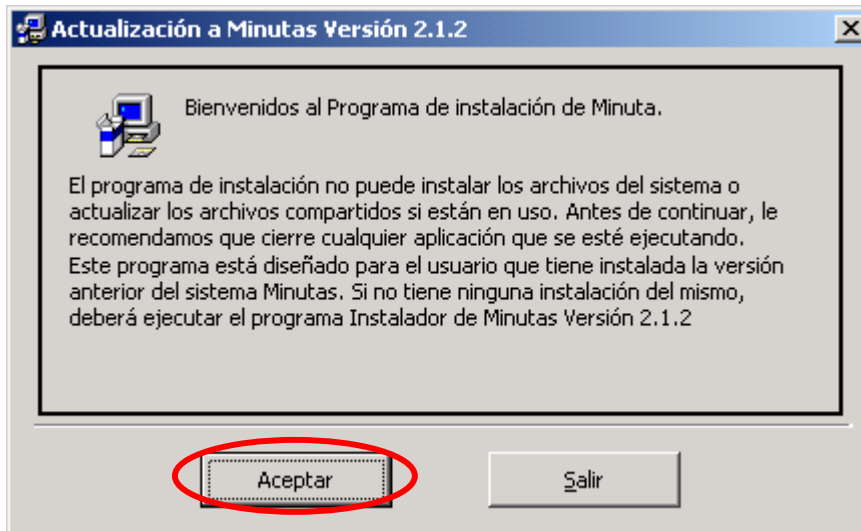 Actualización a Minutas Versión 2.1.2
Bienvenidos al Programa de instalación de Minuta.
El programa de instalación no puede instalar los archivos del sistema o
actualizar los archivos compartidos si están en uso. Antes de continuar, le
recomendamos que cierre cualquier aplicación que se esté ejecutando.
Este programa está diseñado para el usuario que tiene instalada la versión
anterior del sistema Minutas. Si no tiene ninguna instalación del mismo,
deberá ejecutar el programa Instalador de Minutas Versión 2.1.2
Aceptar
Salir